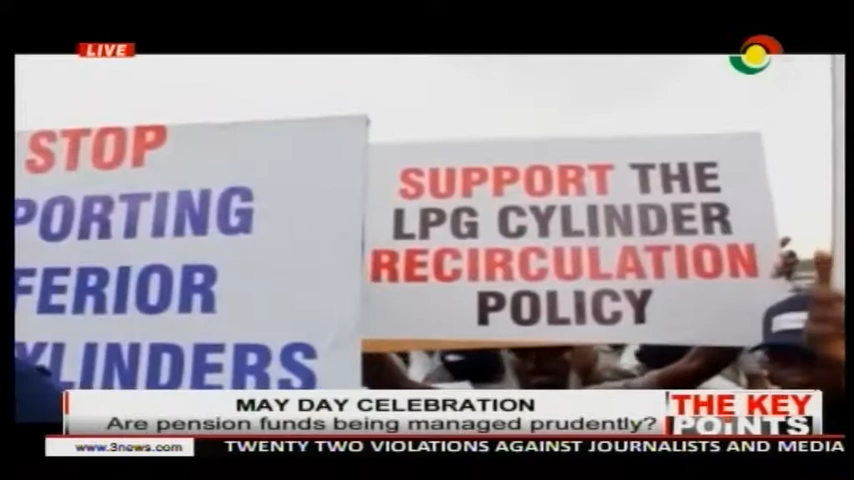 LIVE
STOP
PORTING
FERIOR
YLINDERS
SUPPORT THE
LPG CYLINDER
RECIRCULATION
POLICY
MAY DAY CELEBRATION
Are pension funds being managed prudently?
THE KEY
POiNTS
www.3news.com
TWENTY TWO VIOLATIONS AGAINST JOURNALISTS AND MEDIA